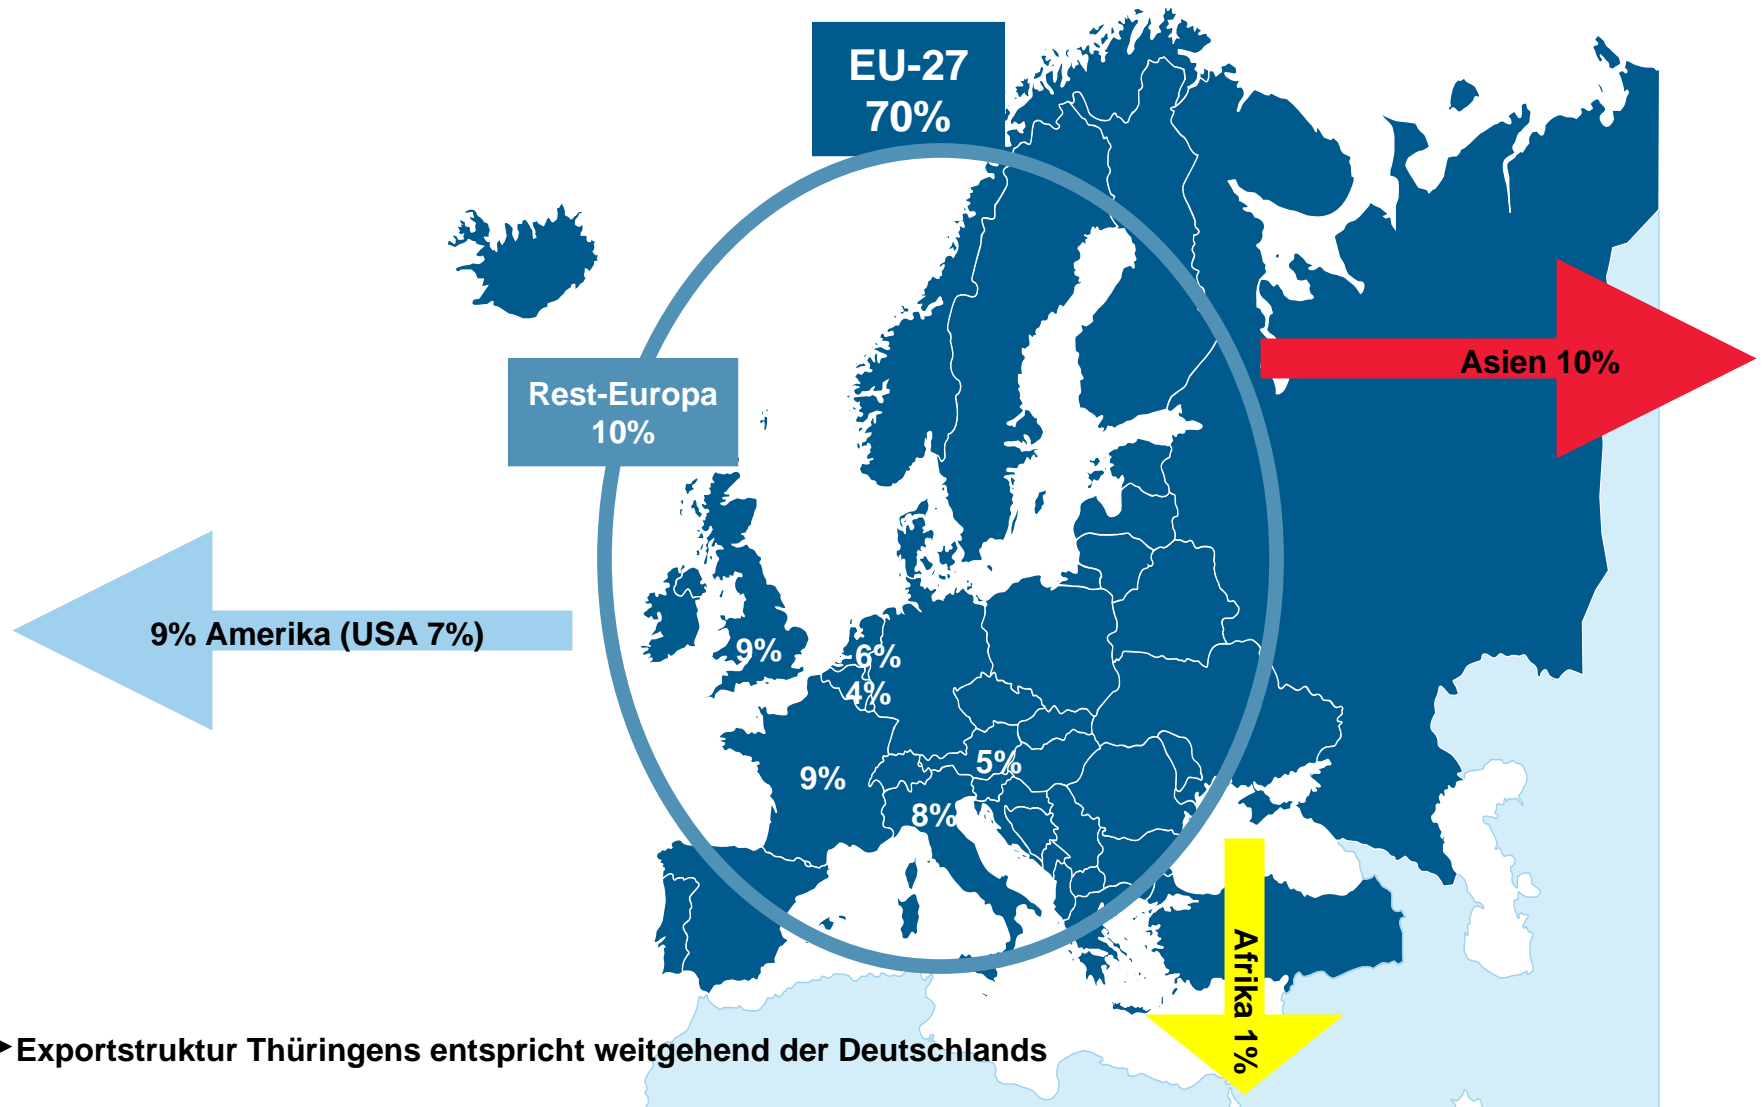 EU-27
70%
Rest-Europa
10%
Asien 10%
9% Amerika (USA 7%)
9%
6%
4%
5%
9%
8%
Afrika 1%
Exportstruktur Thüringens entspricht weitgehend der Deutschlands